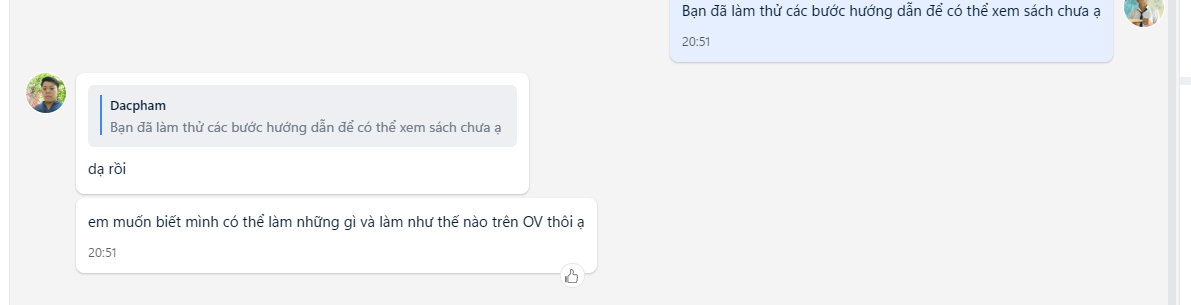 Bạn đã làm thử các bước hướng dẫn để có thể xem sách chưa ạ
20:51
Dacpham
Bạn đã làm thử các bước hướng dẫn để có thể xem sách chưa ạ
dạ rồi
em muốn biết mình có thể làm những gì và làm như thế nào trên OV thôi ạ
20:51